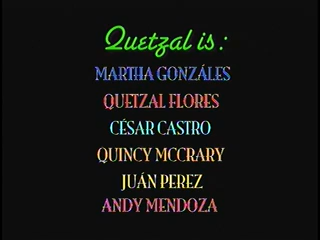 Quetzal is:
MARTHA GONZÁLES
QUETZAL FLORES
CÉSAR CASTRO
QUINCY MCCRARY
JUÁN PEREZ
ANDY MENDOZA